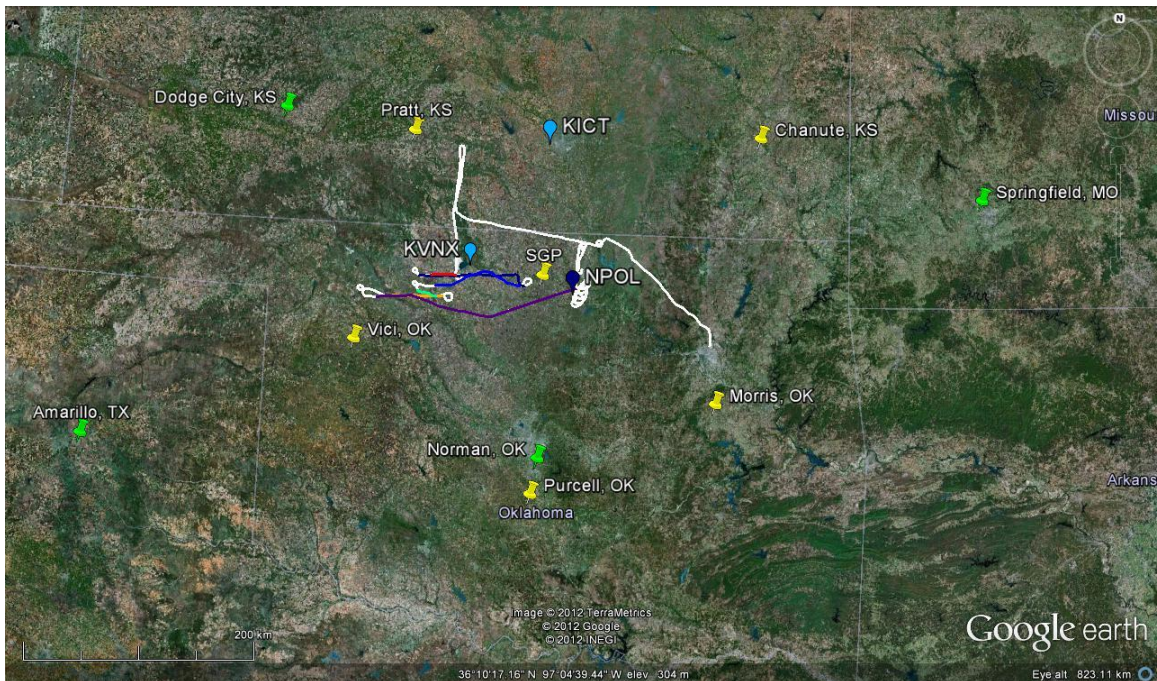 N
Dodge City, KS
Pratt, KS
KICT
Chanute, KS
Missou
Springfield, MO
KVNX
SGP
NPOL
Vici, OK
Morris, OK
Amarillo, TX
Norman, OK
Purcell, OK
Oklahoma
Arkans
Image © 2012 TerraMetrics
© 2012 Google
© 2012 INEGI
200 km
Google earth
36°10'17.16" N 97°04'39.44" W elev 304 m
Eye alt 823.11 km